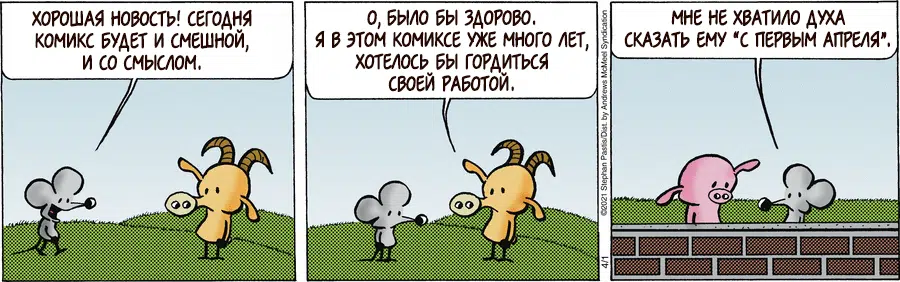 ХОРОШАЯ НОВОСТЬ! СЕГОДНЯ
КОМИКС БУДЕТ И СМЕШНОЙ,
И СО СМЫСЛОМ.
О, БЫЛО БЫ ЗДОРОВО.
Я В ЭТОМ КОМИКСЕ УЖЕ МНОГО ЛЕТ,
ХОТЕЛОСЬ БЫ ГОРДИТЬСЯ
СВОЕЙ РАБОТОЙ.
4/1 ©2021 Stephan Pastis/Dist. by Andrews McMeel Syndication
МНЕ НЕ ХВАТИЛО ДУХА
СКАЗАТЬ ЕМУ "С ПЕРВЫМ АПРЕЛЯ".